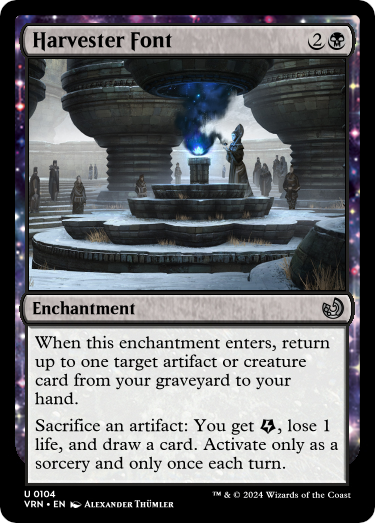 Harvester Font 2
Enchantment
When this enchantment enters, return
up to one target artifact or creature
card from your graveyard to your
hand.
Sacrifice an artifact: You get , lose 1
life, and draw a card. Activate only as a
sorcery and only once each turn.
U 0104
VRN • EN Alexander Thümler
™ & © 2024 Wizards of the Coast